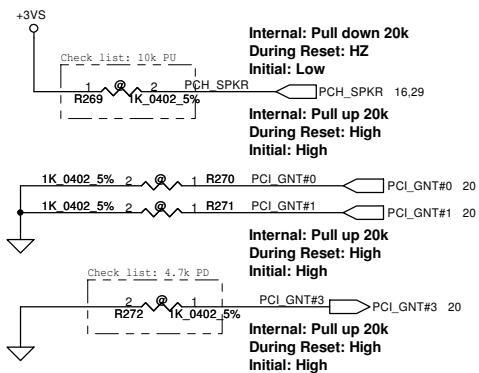 +3VS
Internal: Pull down 20k
During Reset: HZ
Initial: Low
Check list: 10k PU
1 @ 2 PCH_SPKR PCH_SPKR 16,29
R269 1K_0402_5%
Internal: Pull up 20k
During Reset: High
Initial: High
1K_0402_5% 2 @ 1 R270 PCI_GNT#0 PCI_GNT#0 20
1K_0402_5% 2 @ 1 R271 PCI_GNT#1 PCI_GNT#1 20
Internal: Pull up 20k
During Reset: High
Initial: High
Check list: 4.7k PD
2 @ 1 PCI_GNT#3 PCI_GNT#3 20
R272 1K_0402_5%
Internal: Pull up 20k
During Reset: High
Initial: High